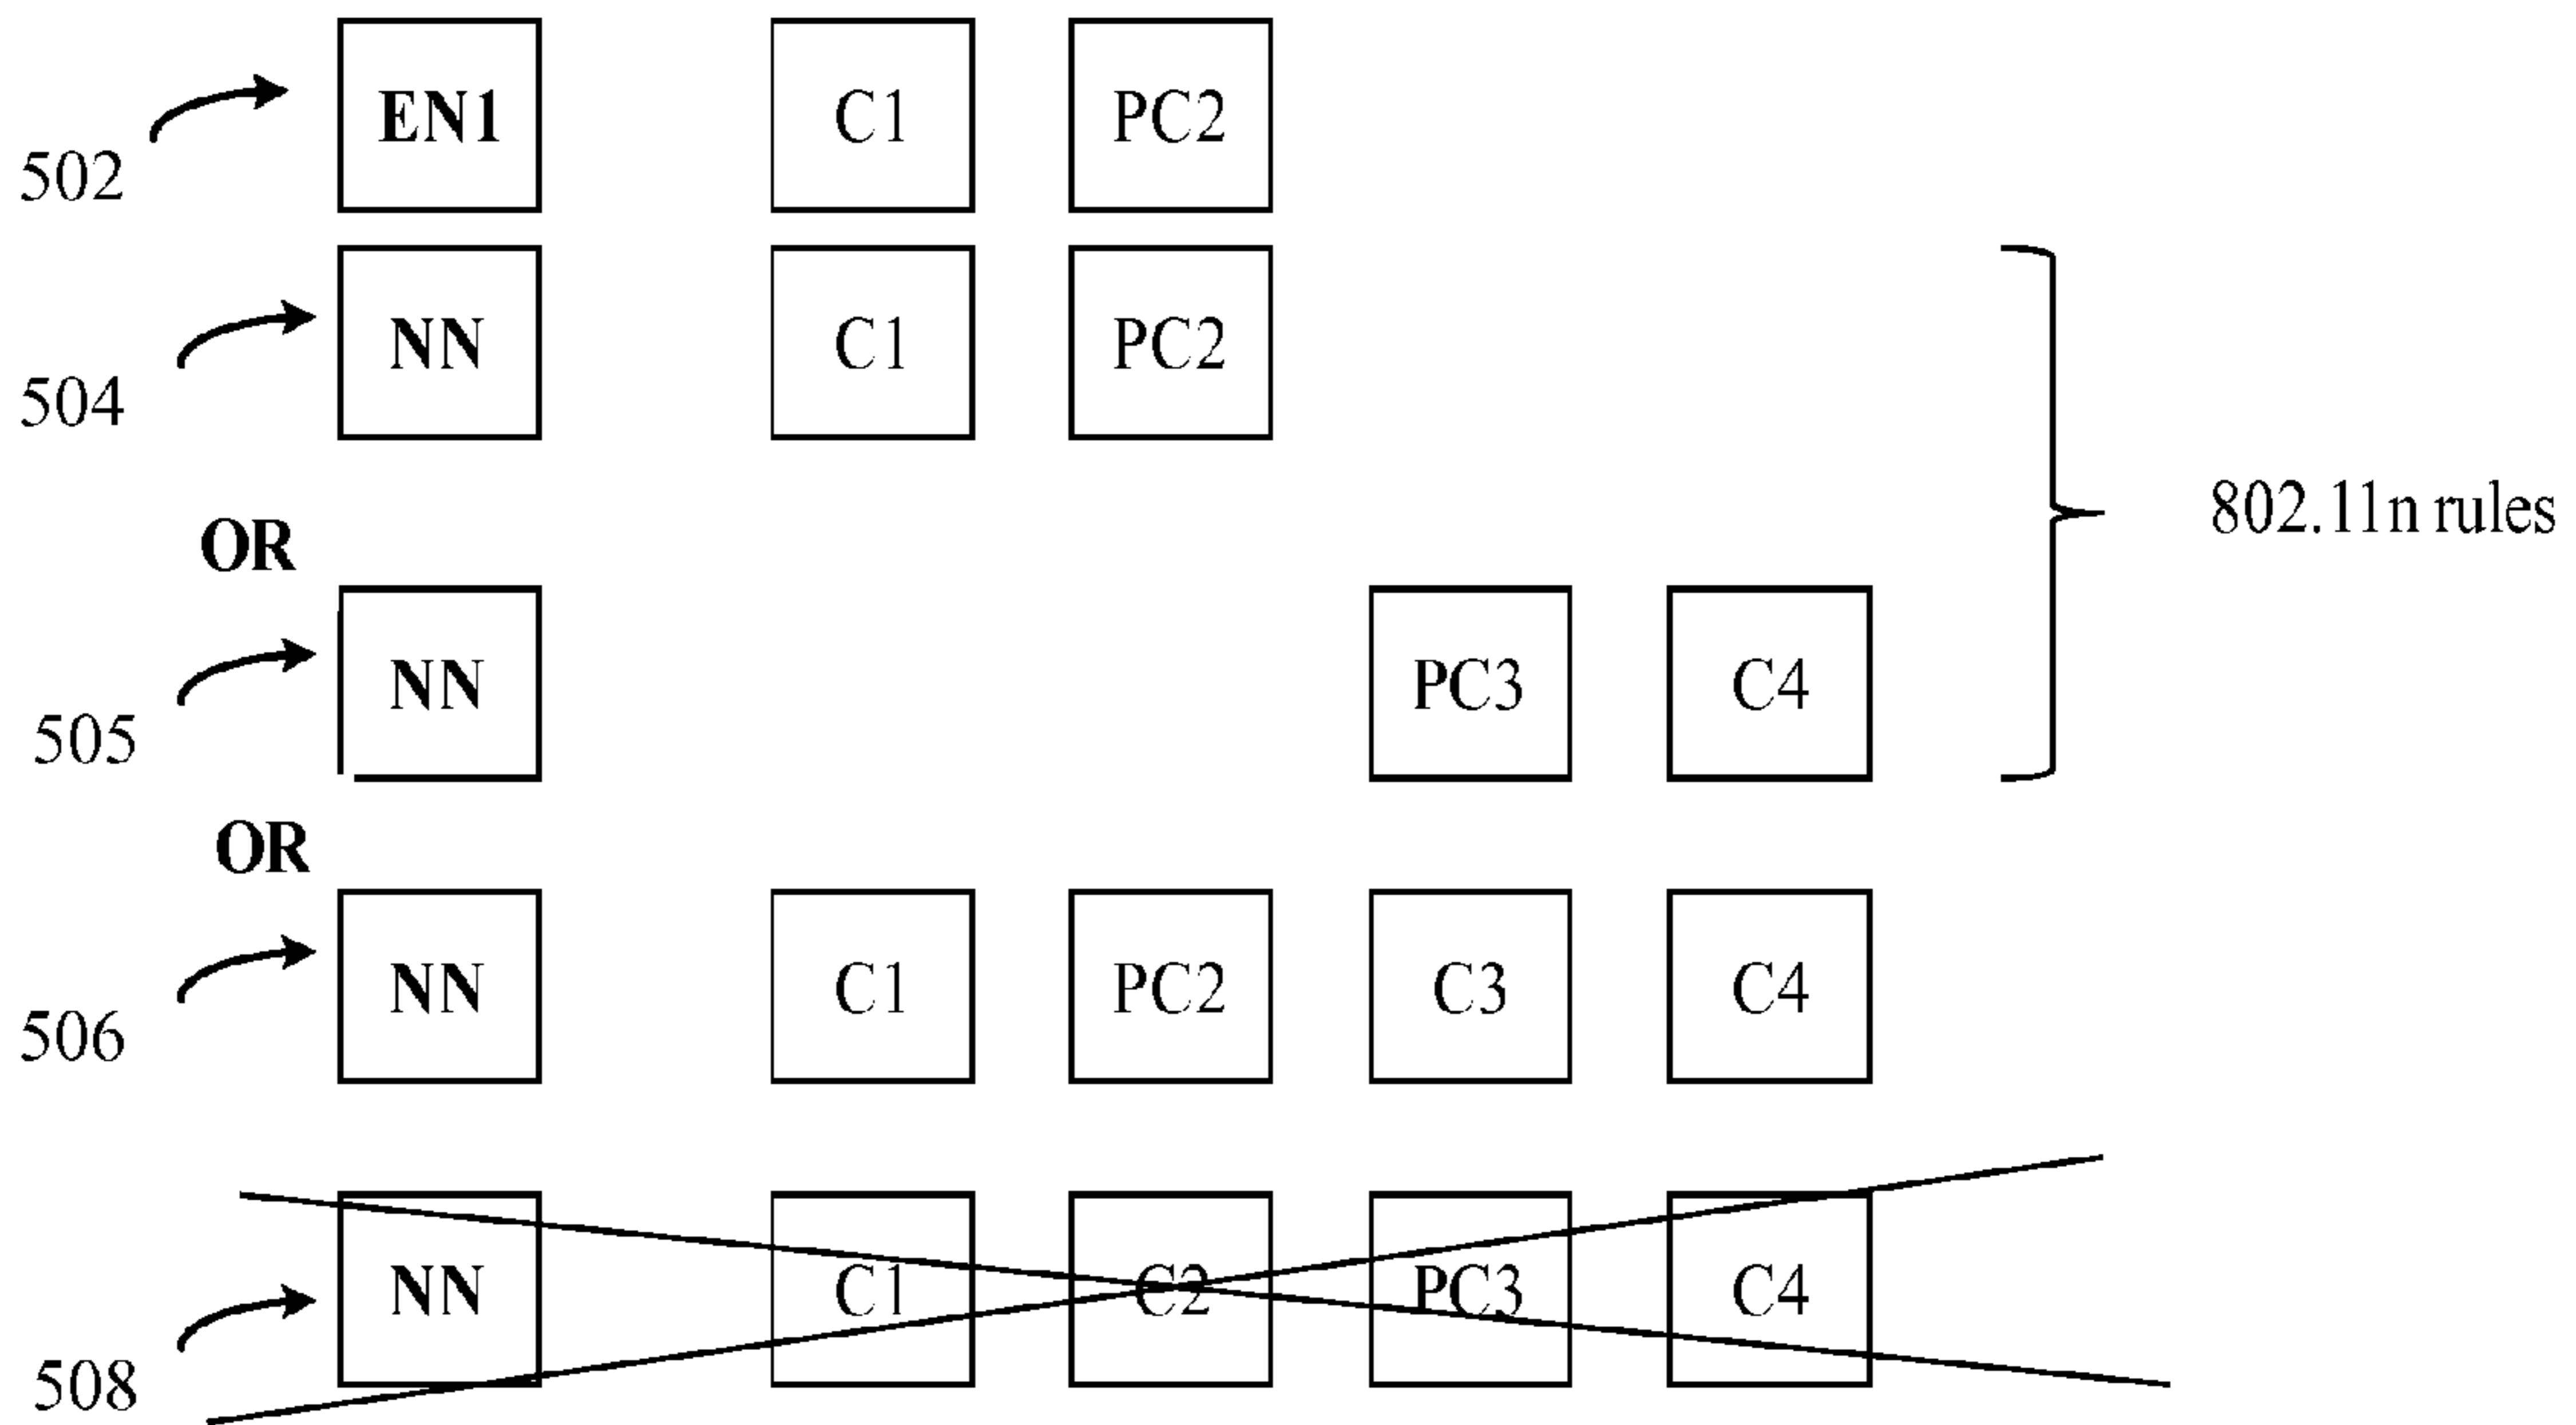 EN1 C1 PC2
502
NN C1 PC2
504
802.11n rules
OR
NN PC3 C4
505
OR
NN C1 PC2 C3 C4
506
NN C1 C2 PC3 C4
508